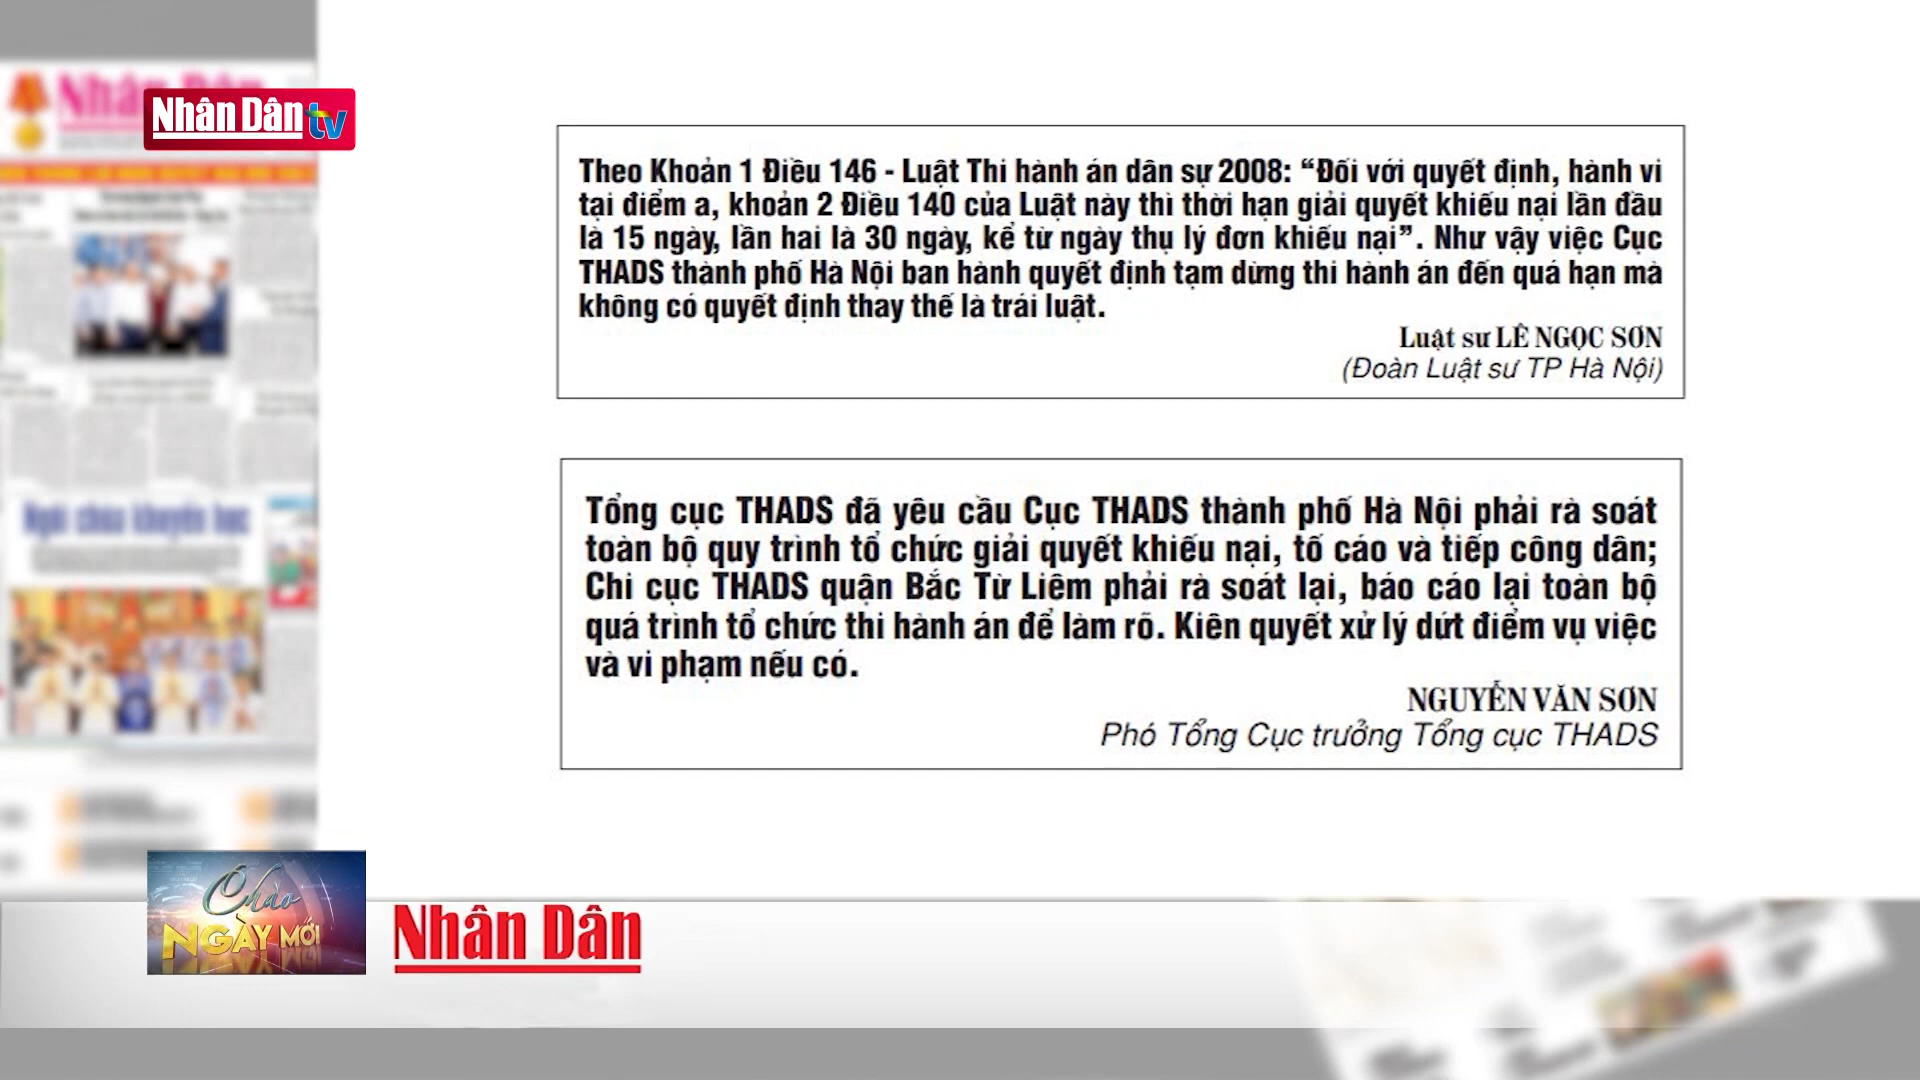 Nhân Dân tv
Theo Khoản 1 Điều 146 - Luật Thi hành án dân sự 2008: “Đối với quyết định, hành vi
tại điểm a, khoản 2 Điều 140 của Luật này thì thời hạn giải quyết khiếu nại lần đầu
là 15 ngày, lần hai là 30 ngày, kể từ ngày thụ lý đơn khiếu nại”. Như vậy việc Cục
THADS thành phố Hà Nội ban hành quyết định tạm dừng thi hành án đến quá hạn mà
không có quyết định thay thế là trái luật.
Luật sư LÊ NGỌC SƠN
(Đoàn Luật sư TP Hà Nội)
Tổng cục THADS đã yêu cầu Cục THADS thành phố Hà Nội phải rà soát
toàn bộ quy trình tổ chức giải quyết khiếu nại, tố cáo và tiếp công dân;
Chi cục THADS quận Bắc Từ Liêm phải rà soát lại, báo cáo lại toàn bộ
quá trình tổ chức thi hành án để làm rõ. Kiên quyết xử lý dứt điểm vụ việc
và vi phạm nếu có.
NGUYỄN VĂN SƠN
Phó Tổng Cục trưởng Tổng cục THADS
Ngôi chùa khuyến học
Chào
NGÀY MỚI
Nhân Dân